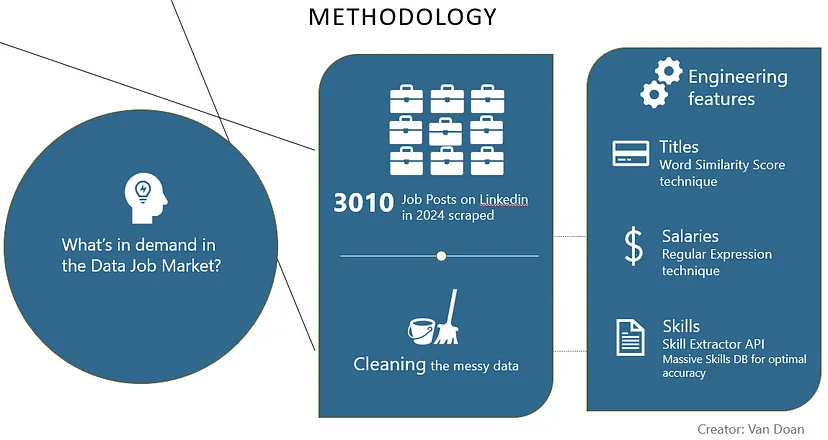 METHODOLOGY
What's in demand in
the Data Job Market?
3010 Job Posts on Linkedin
in 2024 scraped
Cleaning the messy data
Engineering
features
Titles
Word Similarity Score
technique
Salaries
Regular Expression
technique
Skills
Skill Extractor API
Massive Skills DB for optimal
accuracy
Creator: Van Doan